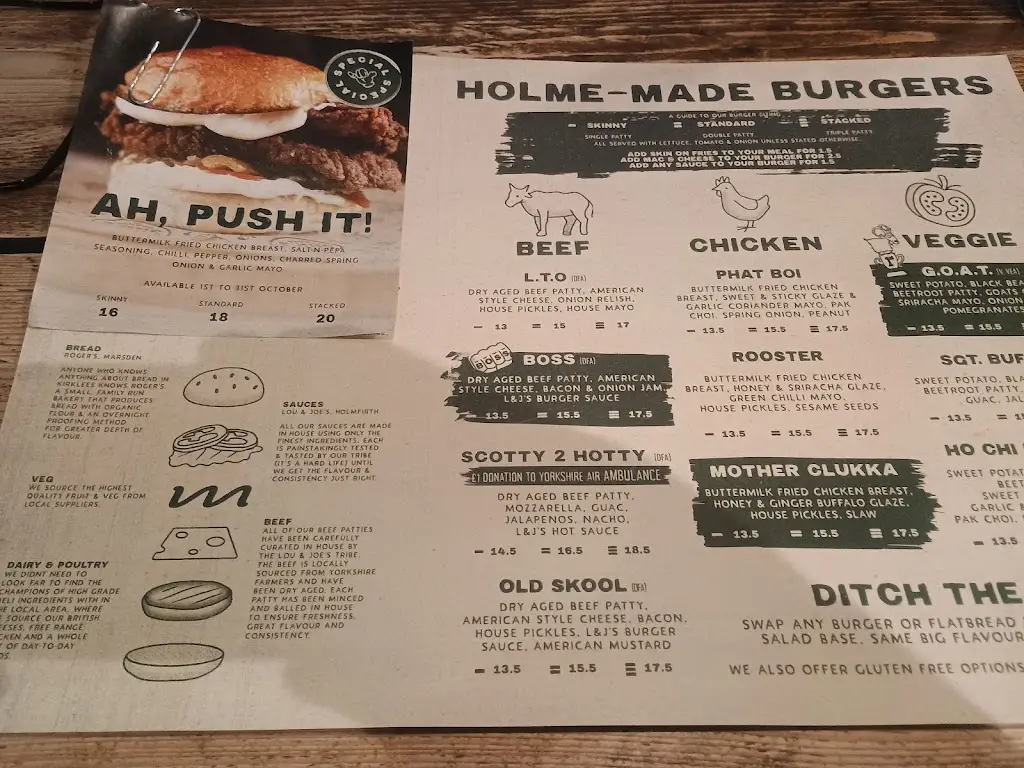 SPECIAL SPECIAL
AH, PUSH IT!
BUTTERMILK FRIED CHICKEN BREAST, SALT-N-PEPA
SEASONING, CHILLI, PEPPER, ONIONS, CHARRED SPRING
ONION & GARLIC MAYO
AVAILABLE 1ST TO 31ST OCTOBER
SKINNY STANDARD STACKED
16 18 20
BREAD
ROGER'S, MARSDEN
ANYONE WHO KNOWS
ANYTHING ABOUT BREAD IN
KIRKLEES KNOWS ROGER'S.
A SMALL, FAMILY RUN
BAKERY THAT PRODUCES
BREAD WITH ORGANIC
FLOUR & AN OVERNIGHT
PROOFING METHOD
FOR GREATER DEPTH OF
FLAVOUR.
SAUCES
LOU & JOE'S, HOLMFIRTH
ALL OUR SAUCES ARE MADE
IN HOUSE USING ONLY THE
FINEST INGREDIENTS. EACH
IS PAINSTAKINGLY TESTED
& TASTED BY OUR TRIBE
(IT'S A HARD LIFE) UNTIL
WE GET THE FLAVOUR &
CONSISTENCY JUST RIGHT.
VEG
WE SOURCE THE HIGHEST
QUALITY FRUIT & VEG FROM
LOCAL SUPPLIERS.
BEEF
ALL OF OUR BEEF PATTIES
HAVE BEEN CAREFULLY
CURATED IN HOUSE BY
THE LOU & JOE'S TRIBE.
THE BEEF IS LOCALLY
SOURCED FROM YORKSHIRE
FARMERS AND HAVE
BEEN DRY AGED. EACH
PATTY HAS BEEN MINCED
AND BALLED IN HOUSE
TO ENSURE FRESHNESS,
GREAT FLAVOUR AND
CONSISTENCY.
DAIRY & POULTRY
WE DIDNT NEED TO
LOOK FAR TO FIND THE
CHAMPIONS OF HIGH GRADE
DELI INGREDIENTS WITH IN
THE LOCAL AREA, WHERE
SOURCE OUR BRITISH
FREE RANGE
AND A WHOLE
OF DAY-TO-DAY
HOLME-MADE BURGERS
A GUIDE TO OUR BURGER SIZING
- SKINNY = STANDARD ≡ STACKED
SINGLE PATTY DOUBLE PATTY TRIPLE PATTY
ALL SERVED WITH LETTUCE, TOMATO & ONION UNLESS STATED OTHERWISE.
ADD SKIN ON FRIES TO YOUR MEAL FOR 1.5
ADD MAC & CHEESE TO YOUR BURGER FOR 2.5
ADD ANY SAUCE TO YOUR BURGER FOR 1.5
BEEF
L.T.O (DFA)
DRY AGED BEEF PATTY, AMERICAN
STYLE CHEESE, ONION RELISH,
HOUSE PICKLES, HOUSE MAYO
- 13 = 15 ≡ 17
BOSS
BOSS (DFA)
DRY AGED BEEF PATTY, AMERICAN
STYLE CHEESE, BACON & ONION JAM,
L&J'S BURGER SAUCE
- 13.5 = 15.5 ≡ 17.5
SCOTTY 2 HOTTY (DFA)
£1 DONATION TO YORKSHIRE AIR AMBULANCE
DRY AGED BEEF PATTY,
MOZZARELLA, GUAC,
JALAPENOS, NACHO,
L&J'S HOT SAUCE
- 14.5 = 16.5 ≡ 18.5
OLD SKOOL (DFA)
DRY AGED BEEF PATTY,
AMERICAN STYLE CHEESE, BACON,
HOUSE PICKLES, L&J'S BURGER
SAUCE, AMERICAN MUSTARD
- 13.5 = 15.5 ≡ 17.5
CHICKEN
PHAT BOI
BUTTERMILK FRIED CHICKEN
BREAST, SWEET & STICKY GLAZE &
GARLIC CORIANDER MAYO, PAK
CHOI, SPRING ONION, PEANUT
- 13.5 = 15.5 ≡ 17.5
ROOSTER
BUTTERMILK FRIED CHICKEN
BREAST, HONEY & SRIRACHA GLAZE,
GREEN CHILLI MAYO,
HOUSE PICKLES, SESAME SEEDS
- 13.5 = 15.5 ≡ 17.5
MOTHER CLUKKA
BUTTERMILK FRIED CHICKEN BREAST,
HONEY & GINGER BUFFALO GLAZE,
HOUSE PICKLES, SLAW
- 13.5 = 15.5 ≡ 17.5
VEGGIE
G.O.A.T.
SWEET POTATO, BLACK
BEETROOT PATTY, GOATS
SRIRACHA MAYO, ONION
POMEGRANATE
- 13.5 = 15.5
SGT.
SWEET POTATO,
BEETROOT PATTY,
GUAC,
- 13.5
HO CHI
SWEET
SWEET
GARLIC &
PAK CHOI,
- 13.5
DITCH THE
SWAP ANY BURGER OR FLATBREAD
SALAD BASE. SAME BIG FLAVOUR
WE ALSO OFFER GLUTEN FREE OPTIONS